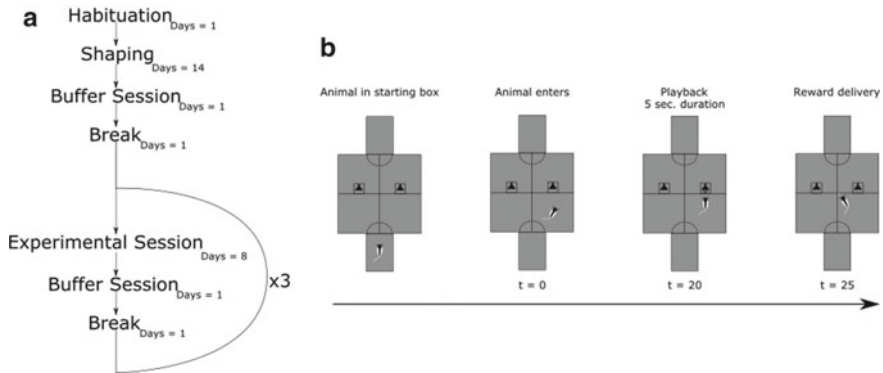 a
Habituation Days = 1
Shaping Days = 14
Buffer Session Days = 1
Break Days = 1
Experimental Session Days = 8
Buffer Session Days = 1
Break Days = 1
x3
b
Animal in starting box
Animal enters
t = 0
Playback
5 sec. duration
t = 20
Reward delivery
t = 25